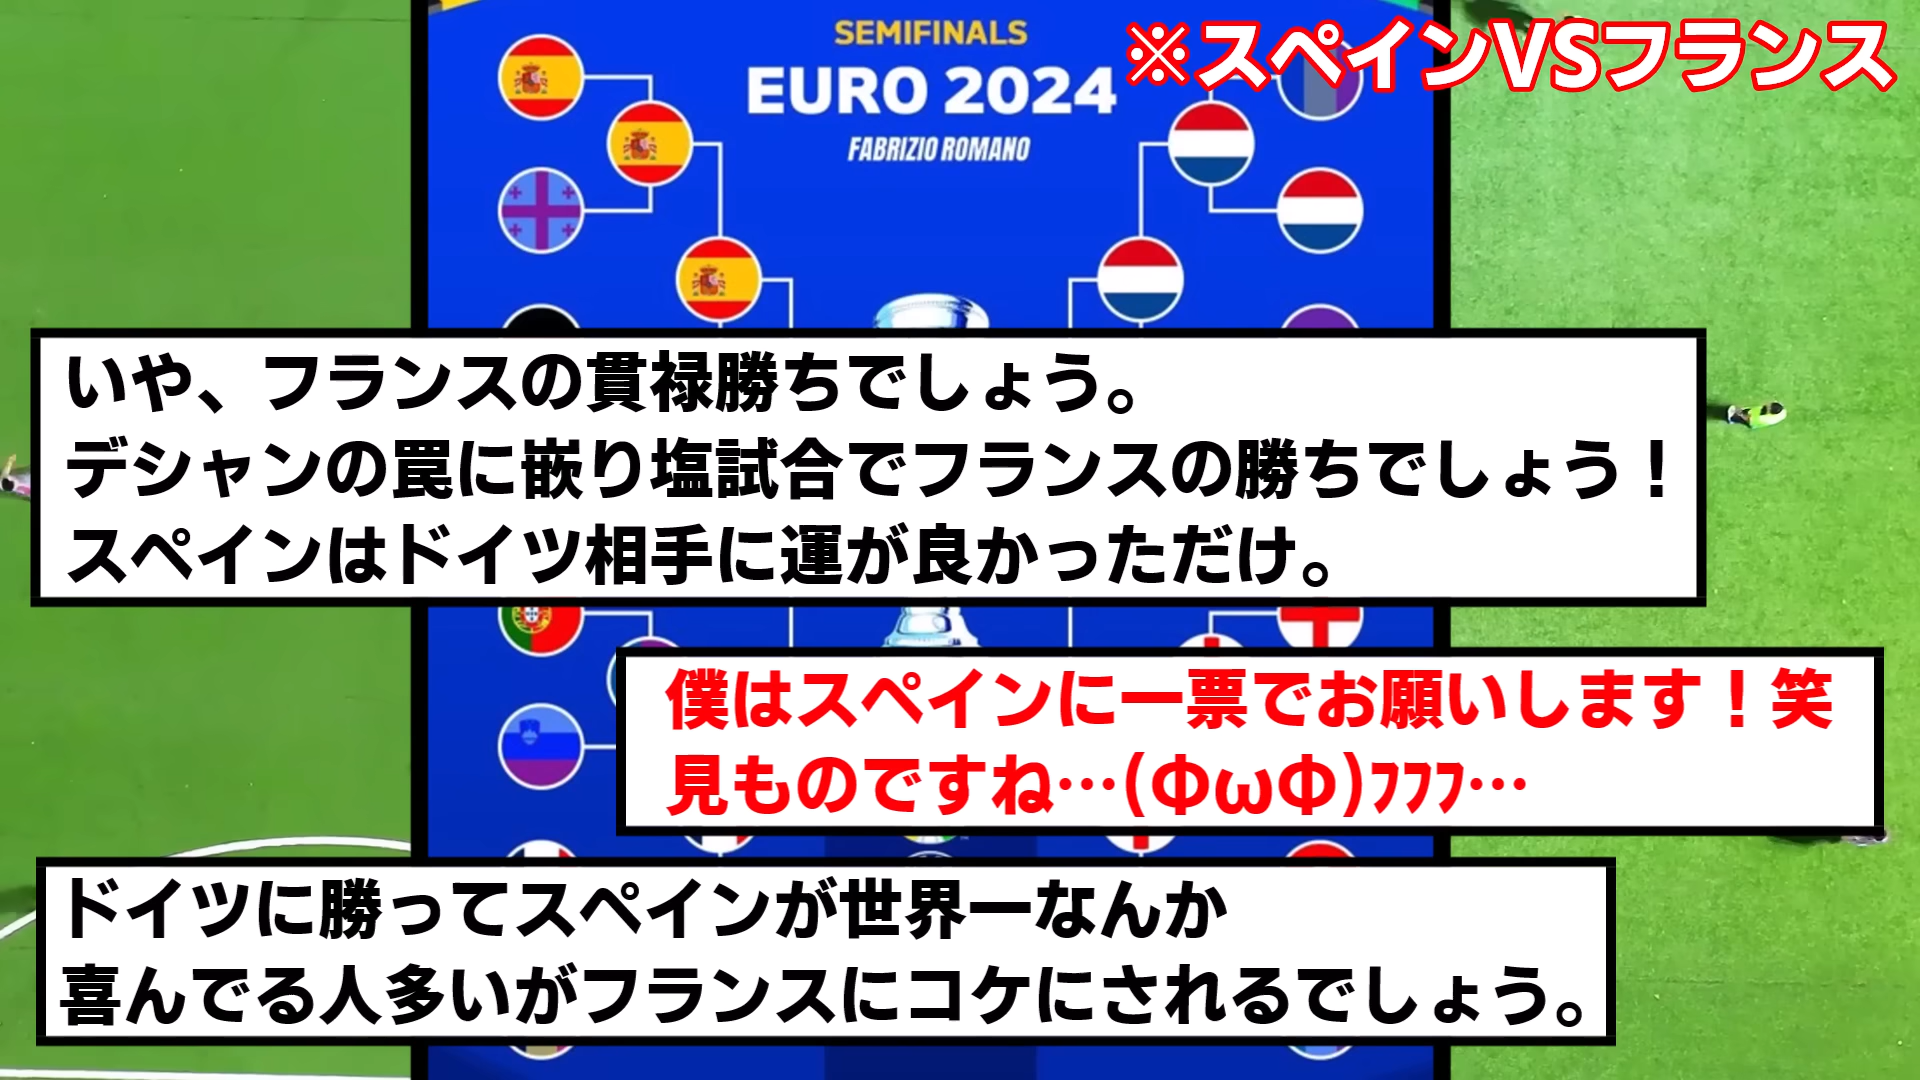 SEMIFINALS
EURO 2024
FABRIZIO ROMANO
※スペインVSフランス
いや、フランスの貫禄勝ちでしょう。
デシャンの罠に嵌り塩試合でフランスの勝ちでしょう！
スペインはドイツ相手に運が良かっただけ。
僕はスペインに一票でお願いします！笑
見ものですね…(ΦωΦ)ﾌﾌﾌ…
ドイツに勝ってスペインが世界一なんか
喜んでる人多いがフランスにコケにされるでしょう。